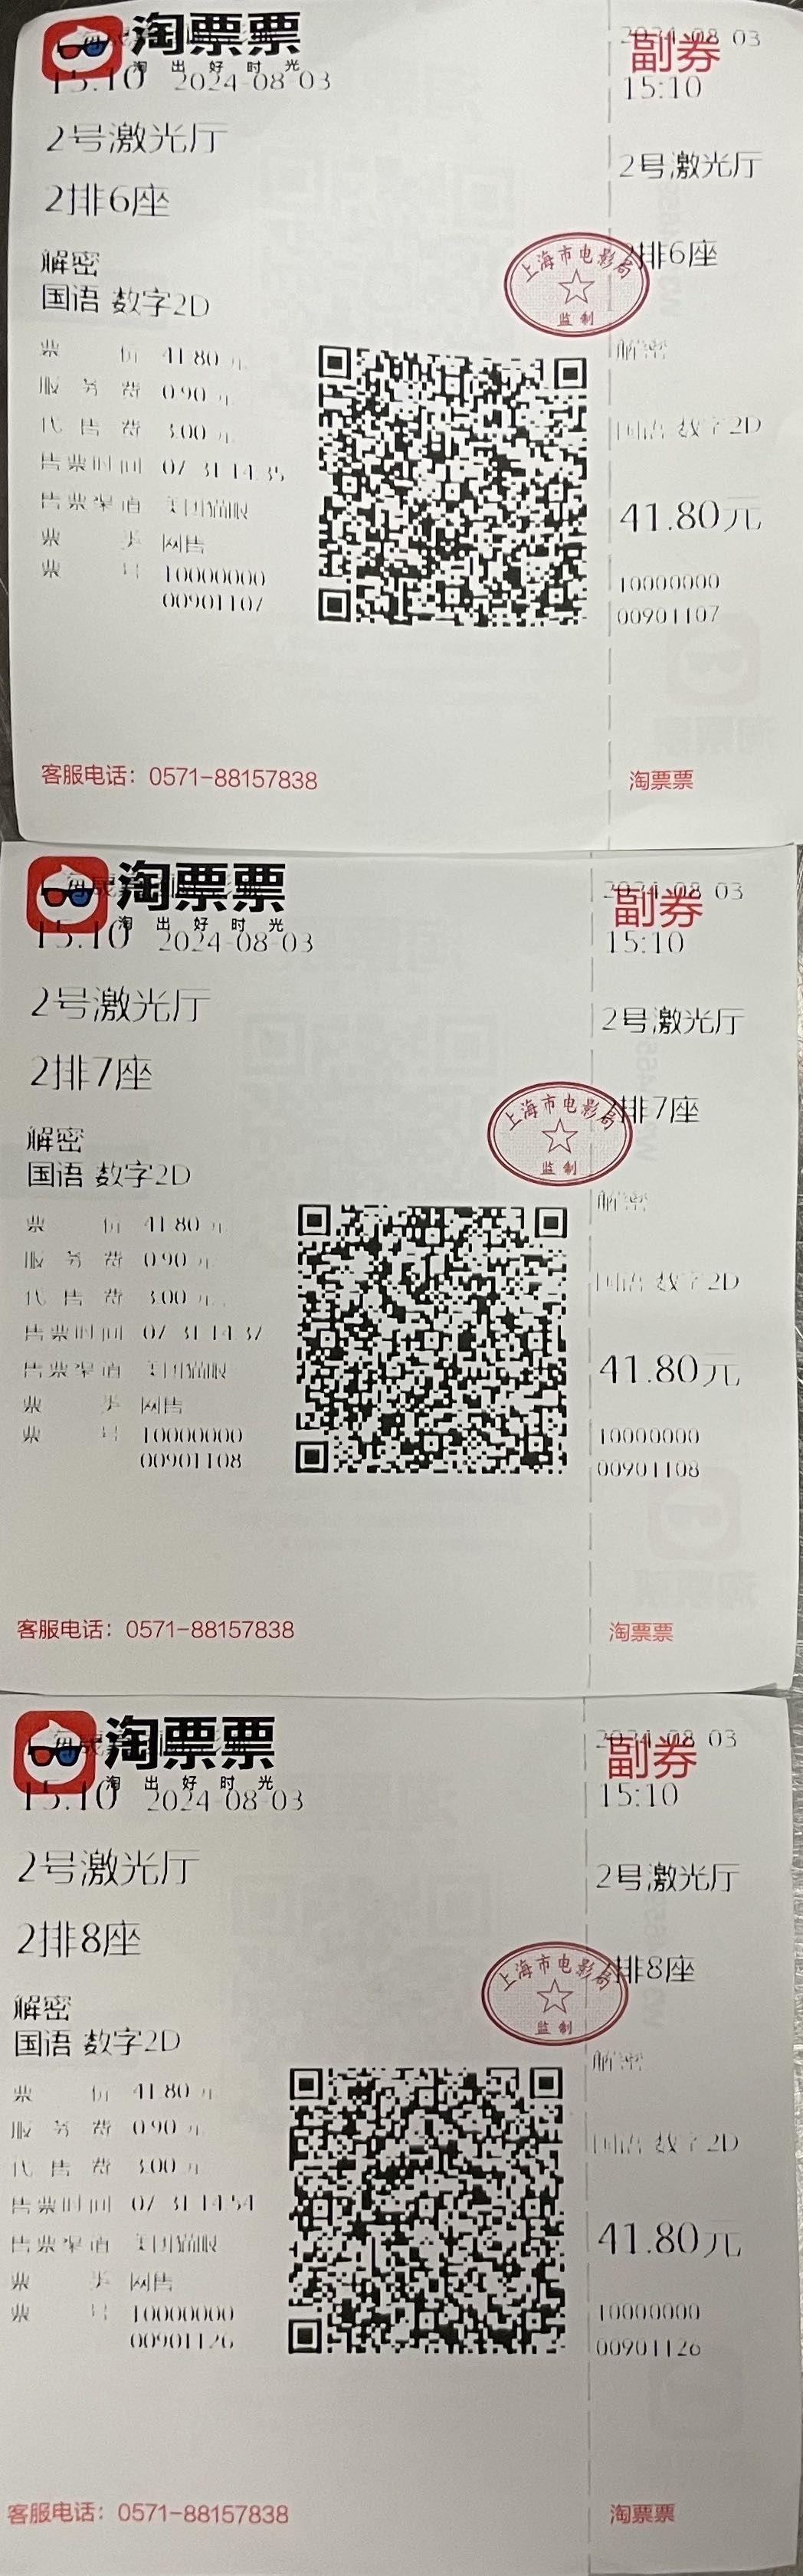 淘票票
淘 出 好 时 光
15:10 2024-08-03
2号激光厅
2排6座
解密
国语 数字2D
票 价 41.80 元
服 务 费 0.90 元
代 售 费 3.00 元
售票时间 07-31 14:35
售票渠道 美团猫眼
票 类 网售
票 号 10000000
00901107
上海市电影局
监制
客服电话：0571-88157838
副券
2024-08-03
15:10
2号激光厅
2排6座
解密
国语 数字2D
41.80元
10000000
00901107
淘票票
淘票票
淘 出 好 时 光
15:10 2024-08-03
2号激光厅
2排7座
解密
国语 数字2D
票 价 41.80 元
服 务 费 0.90 元
代 售 费 3.00 元
售票时间 07-31 14:37
售票渠道 美团猫眼
票 类 网售
票 号 10000000
00901108
上海市电影局
监制
客服电话：0571-88157838
副券
2024-08-03
15:10
2号激光厅
2排7座
解密
国语 数字2D
41.80元
10000000
00901108
淘票票
淘票票
淘 出 好 时 光
15:10 2024-08-03
2号激光厅
2排8座
解密
国语 数字2D
票 价 41.80 元
服 务 费 0.90 元
代 售 费 3.00 元
售票时间 07-31 14:54
售票渠道 美团猫眼
票 类 网售
票 号 10000000
00901126
上海市电影局
监制
客服电话：0571-88157838
副券
2024-08-03
15:10
2号激光厅
2排8座
解密
国语 数字2D
41.80元
10000000
00901126
淘票票